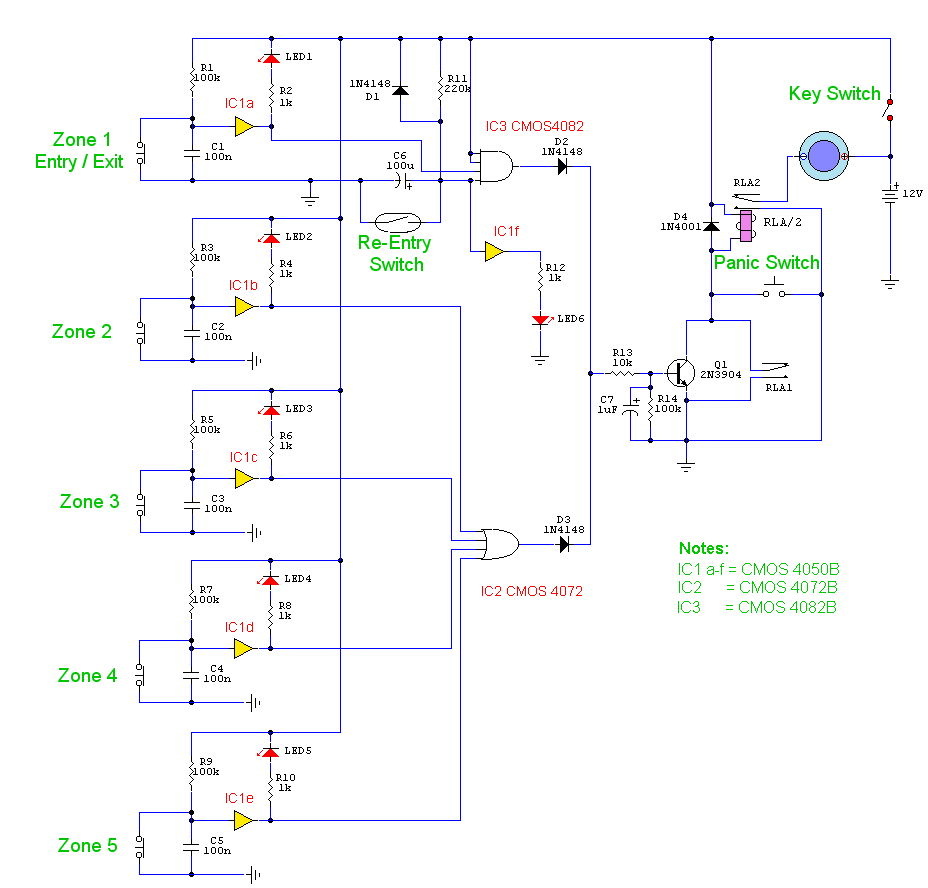 R1
100k
LED1
R2
1k
IC1a
Zone 1
Entry / Exit
C1
100n
1N4148
D1
R11
220k
C6
100u
+
Re-Entry
Switch
IC3 CMOS4082
D2
1N4148
IC1f
R12
1k
LED6
Key Switch
RLA2
RLA/2
+
12V
D4
1N4001
Panic Switch
R3
100k
LED2
R4
1k
IC1b
Zone 2
C2
100n
R13
10k
C7
1uF
+
R14
100k
Q1
2N3904
RLA1
R5
100k
LED3
R6
1k
IC1c
Zone 3
C3
100n
D3
1N4148
IC2 CMOS 4072
Notes:
IC1 a-f = CMOS 4050B
IC2 = CMOS 4072B
IC3 = CMOS 4082B
R7
100k
LED4
R8
1k
IC1d
Zone 4
C4
100n
R9
100k
LED5
R10
1k
IC1e
Zone 5
C5
100n